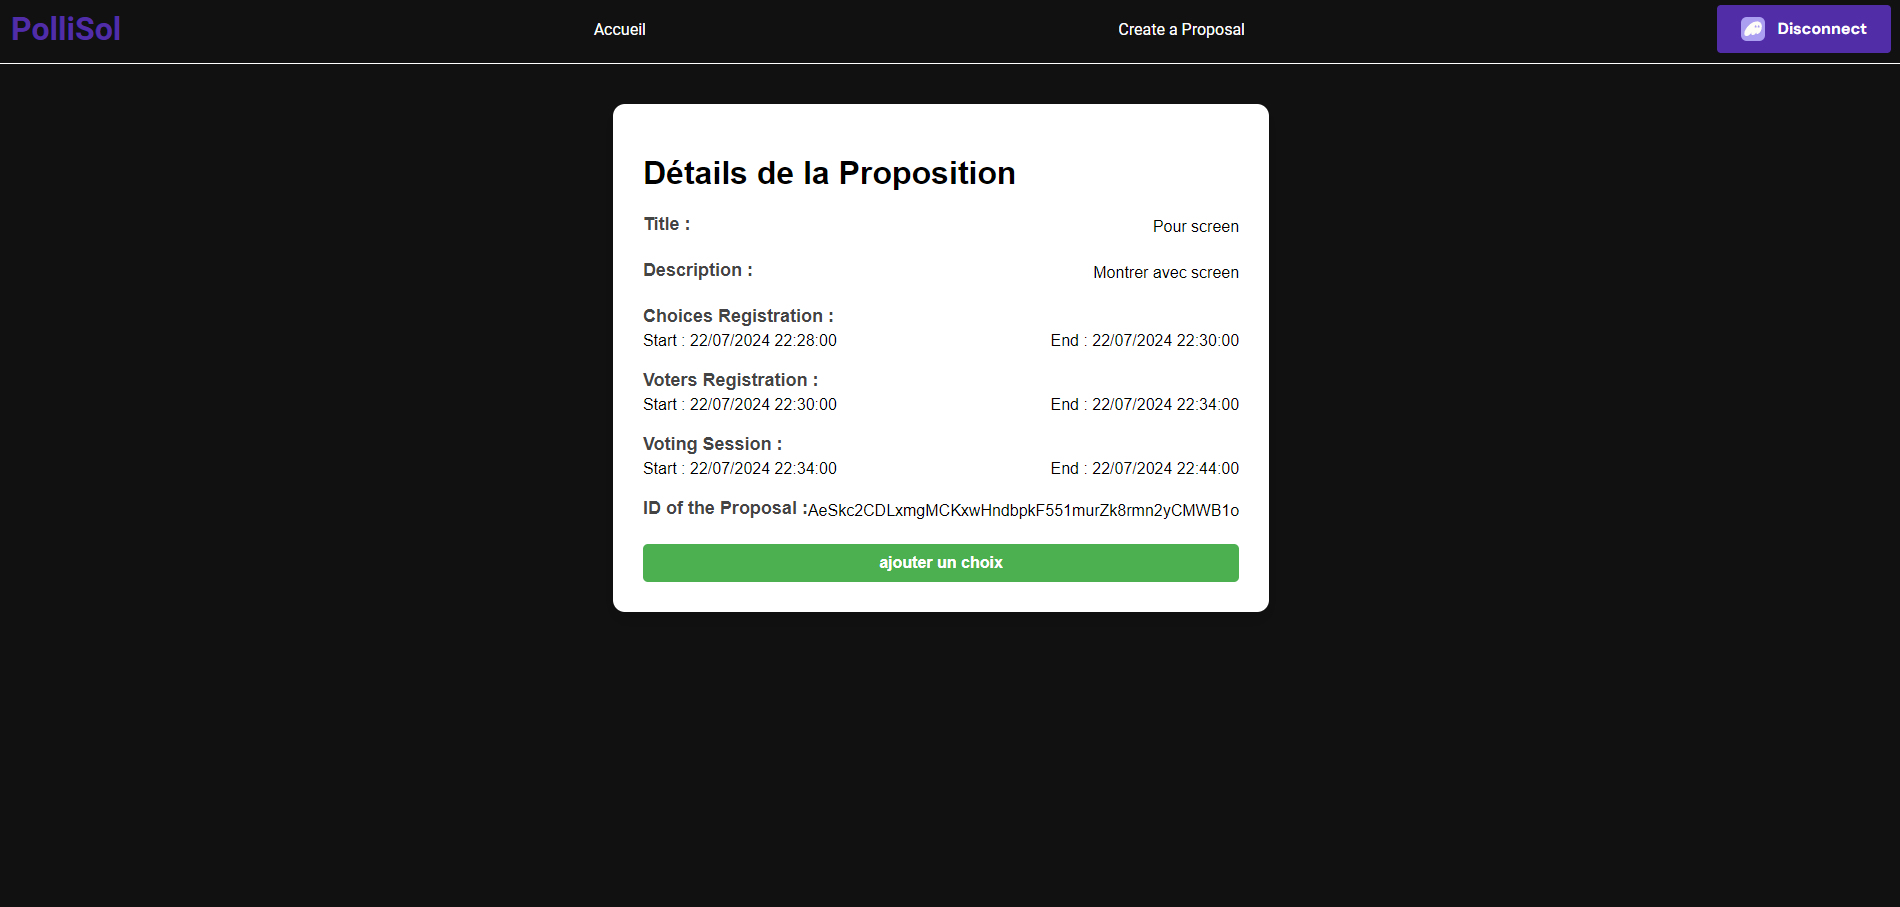 PolliSol
Accueil
Create a Proposal
Disconnect
Détails de la Proposition
Title : Pour screen
Description : Montrer avec screen
Choices Registration :
Start : 22/07/2024 22:28:00 End : 22/07/2024 22:30:00
Voters Registration :
Start : 22/07/2024 22:30:00 End : 22/07/2024 22:34:00
Voting Session :
Start : 22/07/2024 22:34:00 End : 22/07/2024 22:44:00
ID of the Proposal :AeSkc2CDLxmgMCKxwHndbpkF551murZk8rmn2yCMWB1o
ajouter un choix